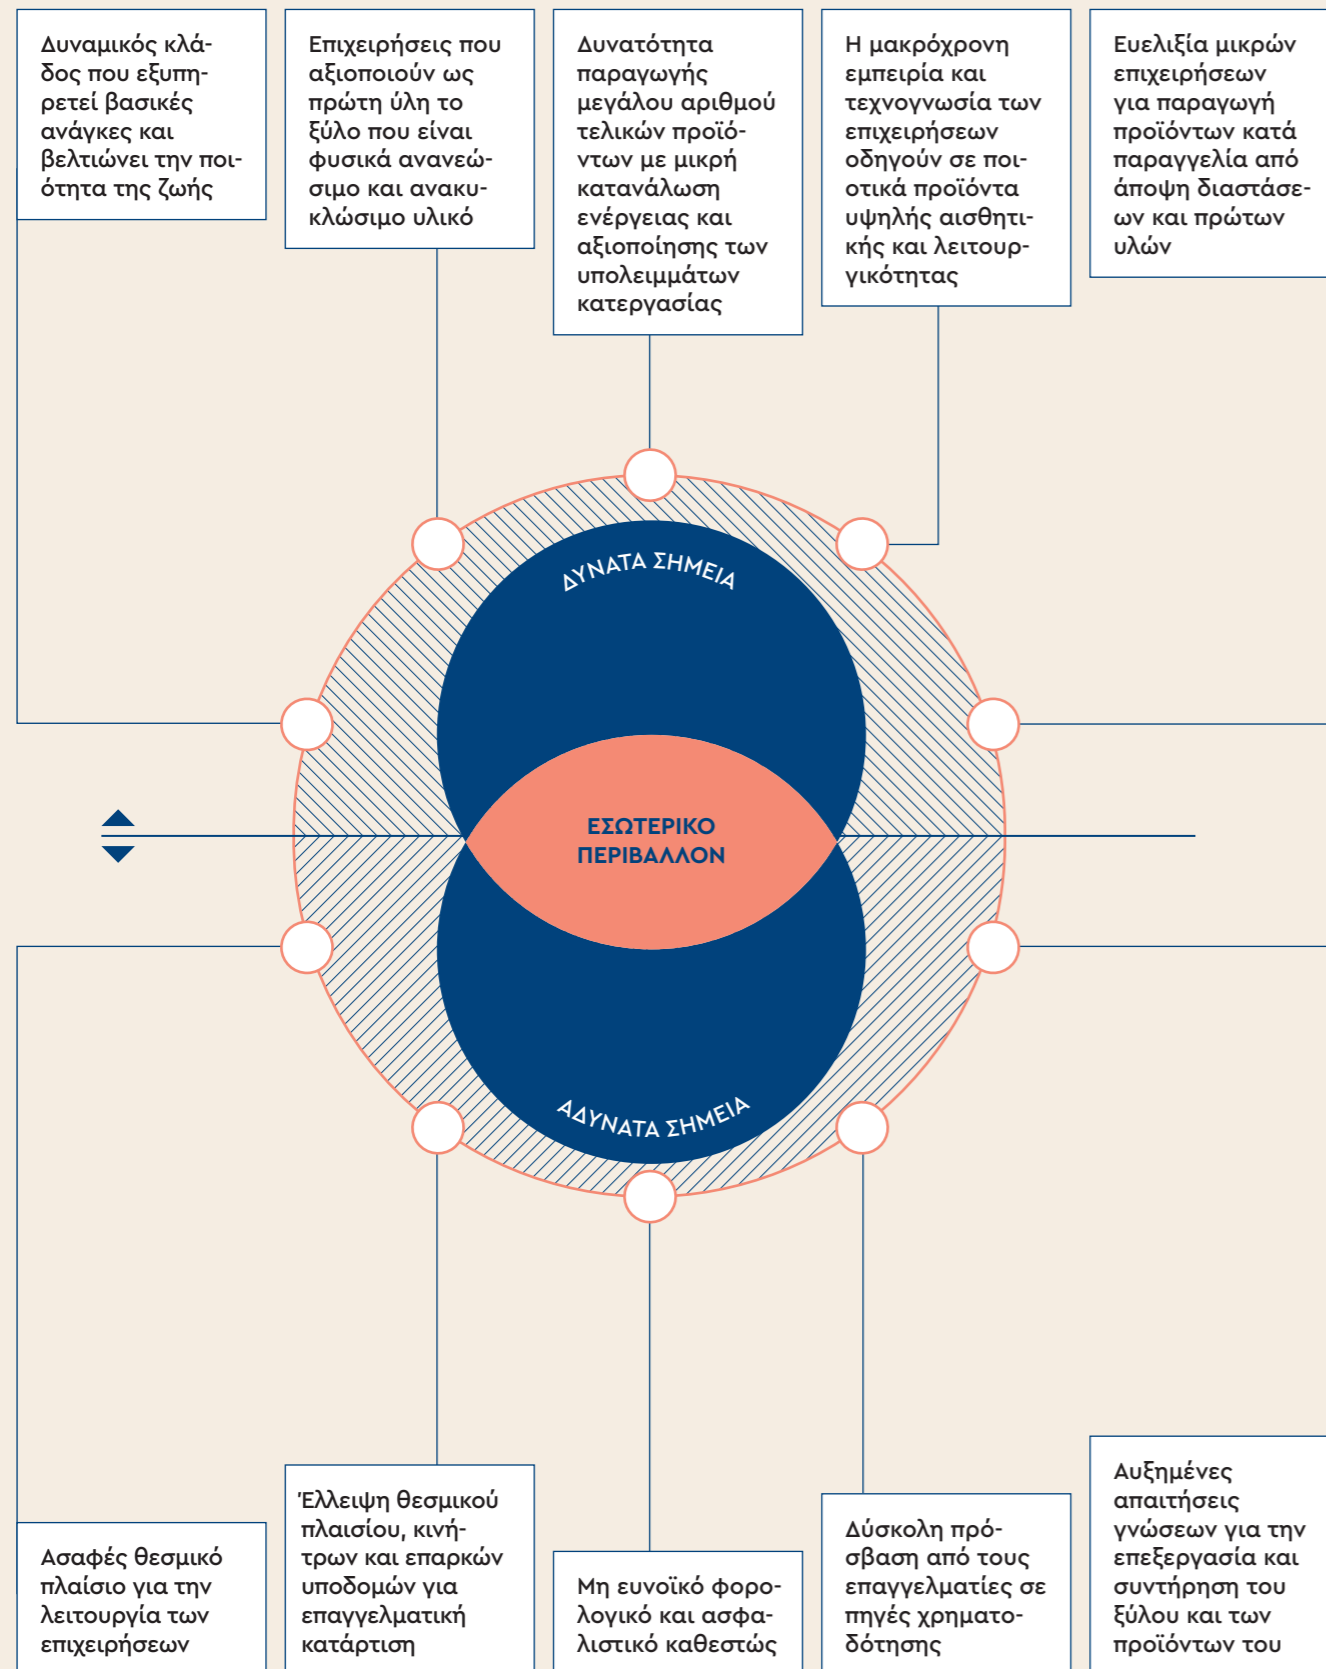 Δυναμικός κλά-
δος που εξυπη-
ρετεί βασικές
ανάγκες και
βελτιώνει την ποι-
ότητα της ζωής
Επιχειρήσεις που
αξιοποιούν ως
πρώτη ύλη το
ξύλο που είναι
φυσικά ανανεώ-
σιμο και ανακυ-
κλώσιμο υλικό
Δυνατότητα
παραγωγής
μεγάλου αριθμού
τελικών προϊό-
ντων με μικρή
κατανάλωση
ενέργειας και
αξιοποίησης των
υπολειμμάτων
κατεργασίας
Η μακρόχρονη
εμπειρία και
τεχνογνωσία των
επιχειρήσεων
οδηγούν σε ποι-
οτικά προϊόντα
υψηλής αισθητι-
κής και λειτουρ-
γικότητας
Ευελιξία μικρών
επιχειρήσεων
για παραγωγή
προϊόντων κατά
παραγγελία από
άποψη διαστάσε-
ων και πρώτων
υλών
ΔΥΝΑΤΑ ΣΗΜΕΙΑ
ΕΣΩΤΕΡΙΚΟ
ΠΕΡΙΒΑΛΛΟΝ
ΑΔΥΝΑΤΑ ΣΗΜΕΙΑ
Ασαφές θεσμικό
πλαίσιο για την
λειτουργία των
επιχειρήσεων
Έλλειψη θεσμικού
πλαισίου, κινή-
τρων και επαρκών
υποδομών για
επαγγελματική
κατάρτιση
Μη ευνοϊκό φορο-
λογικό και ασφα-
λιστικό καθεστώς
Δύσκολη πρό-
σβαση από τους
επαγγελματίες σε
πηγές χρηματο-
δότησης
Αυξημένες
απαιτήσεις
γνώσεων για την
επεξεργασία και
συντήρηση του
ξύλου και των
προϊόντων του